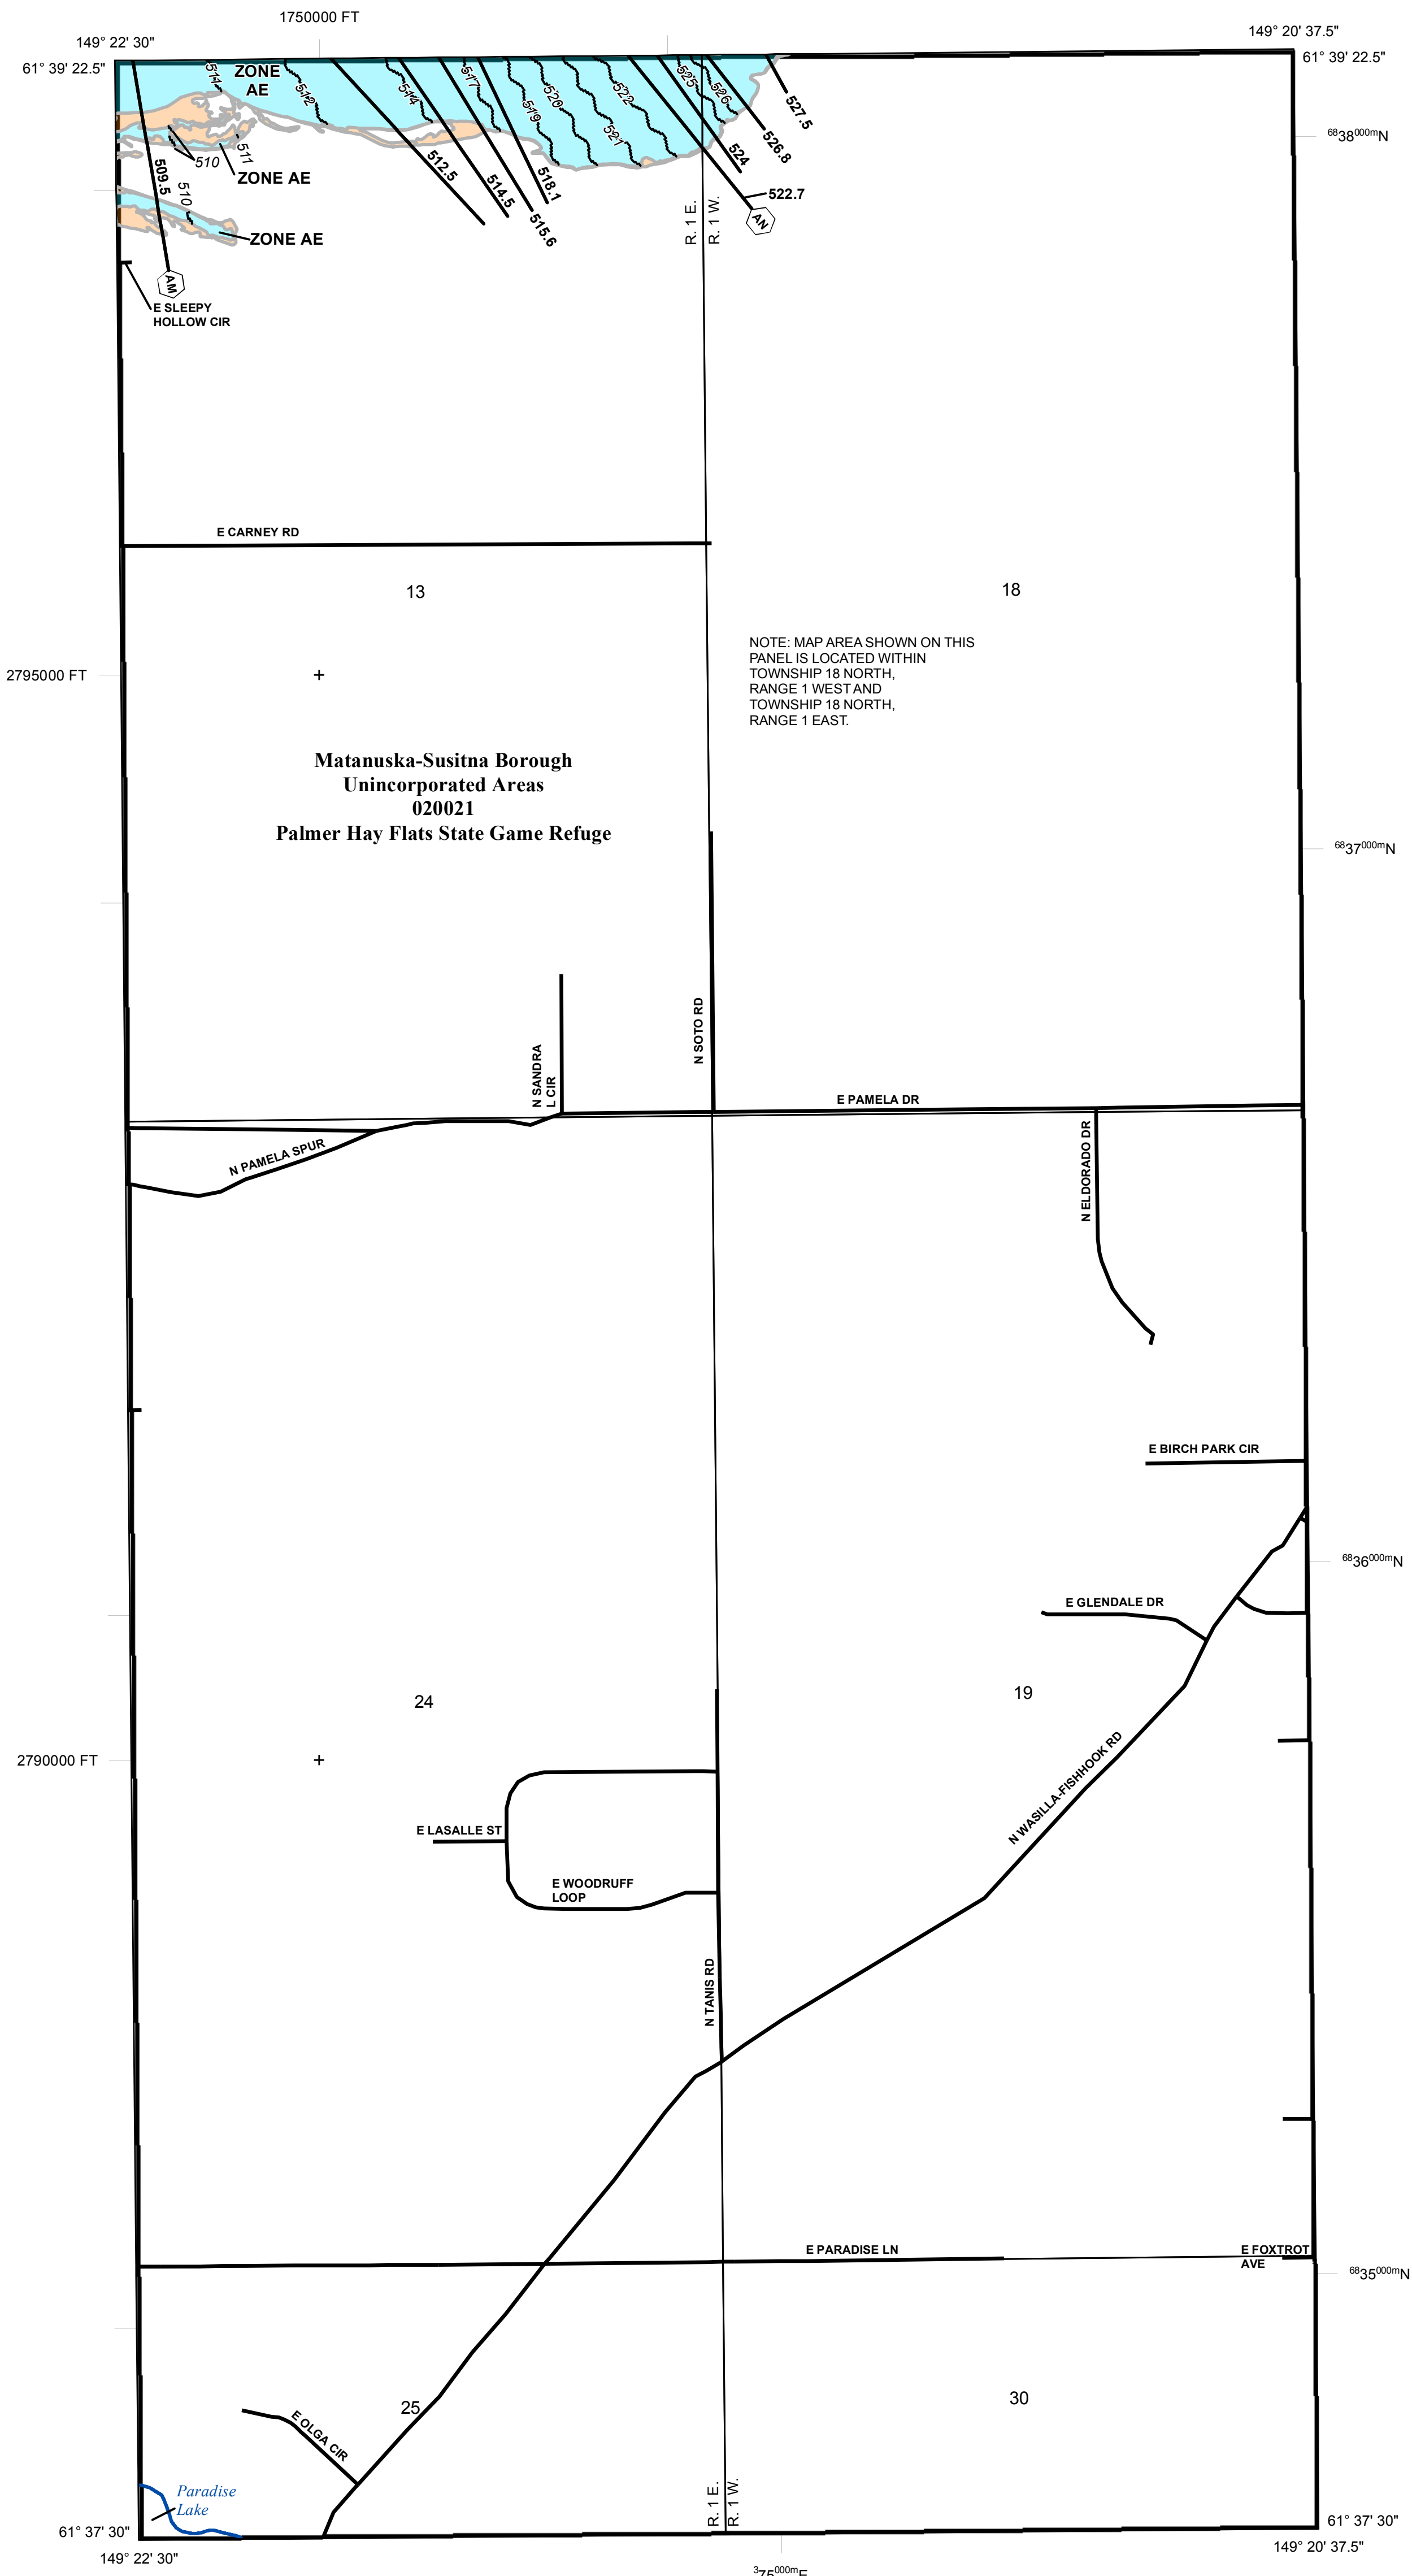 1750000 FT
149° 22' 30"
149° 20' 37.5"
61° 39' 22.5"
61° 39' 22.5"
ZONE
AE
511
512
514
517
519
520
521
522
525
526
527.5
526.8
524
522.7
AN
512.5
514.5
515.6
518.1
6838000mN
510
511
ZONE AE
509.5
510
ZONE AE
AM
R. 1 E.
R. 1 W.
E SLEEPY
HOLLOW CIR
E CARNEY RD
13
18
NOTE: MAP AREA SHOWN ON THIS
PANEL IS LOCATED WITHIN
TOWNSHIP 18 NORTH,
RANGE 1 WEST AND
TOWNSHIP 18 NORTH,
RANGE 1 EAST.
2795000 FT
Matanuska-Susitna Borough
Unincorporated Areas
020021
Palmer Hay Flats State Game Refuge
6837000mN
N SANDRA
L CIR
N SOTO RD
E PAMELA DR
N PAMELA SPUR
N ELDORADO DR
E BIRCH PARK CIR
6836000mN
E GLENDALE DR
24
19
2790000 FT
N WASILLA-FISHHOOK RD
E LASALLE ST
E WOODRUFF
LOOP
N TANIS RD
E PARADISE LN
E FOXTROT
AVE
6835000mN
25
30
E OLGA CIR
Paradise
Lake
R. 1 E.
R. 1 W.
61° 37' 30"
61° 37' 30"
149° 22' 30"
149° 20' 37.5"
375000mE